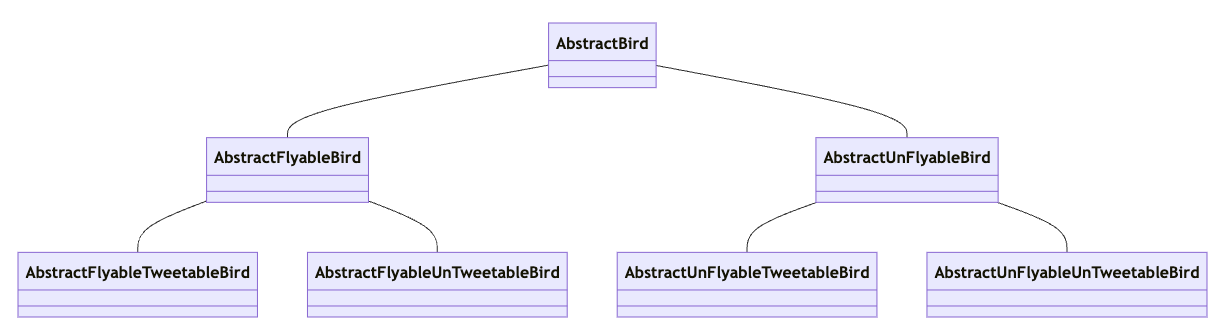 AbstractBird
AbstractFlyableBird
AbstractUnFlyableBird
AbstractFlyableTweetableBird
AbstractFlyableUnTweetableBird
AbstractUnFlyableTweetableBird
AbstractUnFlyableUnTweetableBird